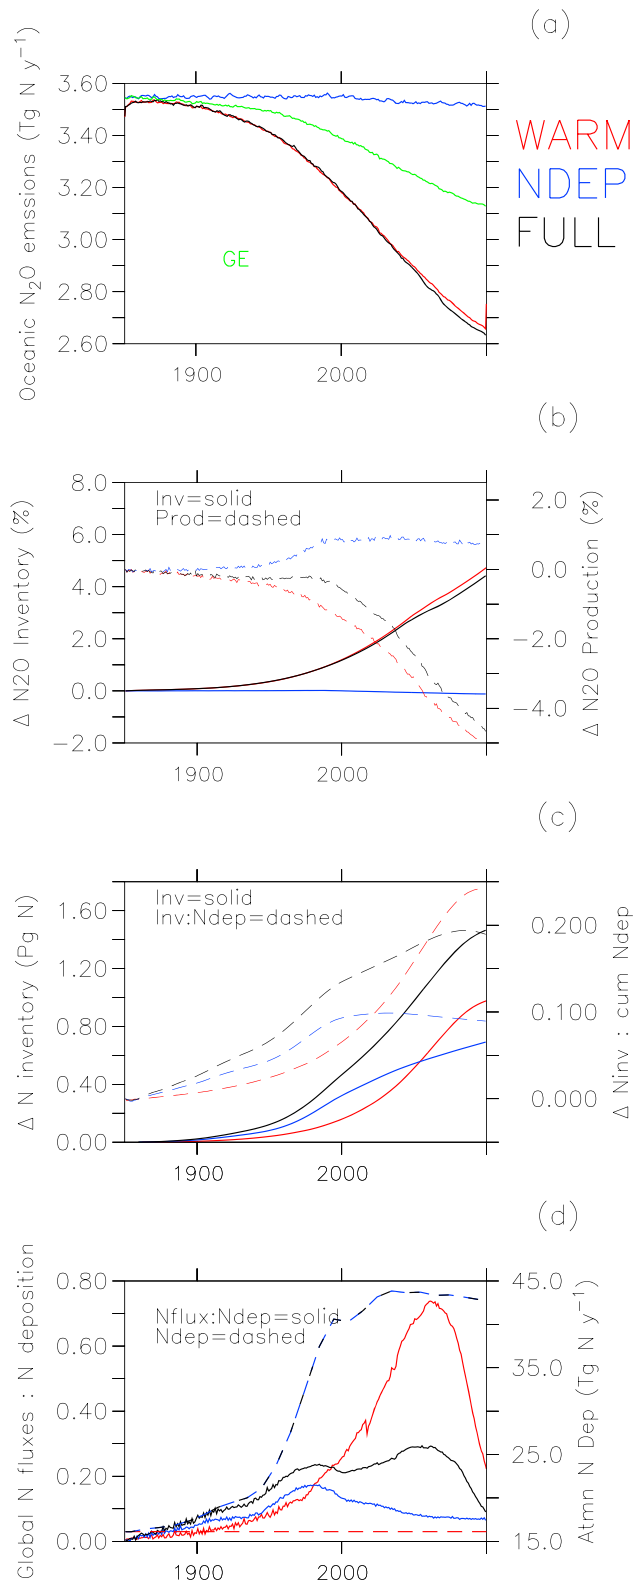 (a)
Oceanic N2O emssions (Tg N y−1)
3.60
3.40
3.20
3.00
2.80
2.60
1900
2000
GE
WARM
NDEP
FULL
(b)
Δ N2O Inventory (%)
8.0
6.0
4.0
2.0
0.0
−2.0
Inv=solid
Prod=dashed
1900
2000
2.0
0.0
−2.0
−4.0
Δ N2O Production (%)
(c)
Δ N inventory (Pg N)
1.60
1.20
0.80
0.40
0.00
Inv=solid
Inv:Ndep=dashed
1900
2000
0.200
0.100
0.000
Δ Ninv : cum Ndep
(d)
Global N fluxes : N deposition
0.80
0.60
0.40
0.20
0.00
Nflux:Ndep=solid
Ndep=dashed
1900
2000
45.0
35.0
25.0
15.0
Atmn N Dep (Tg N y−1)